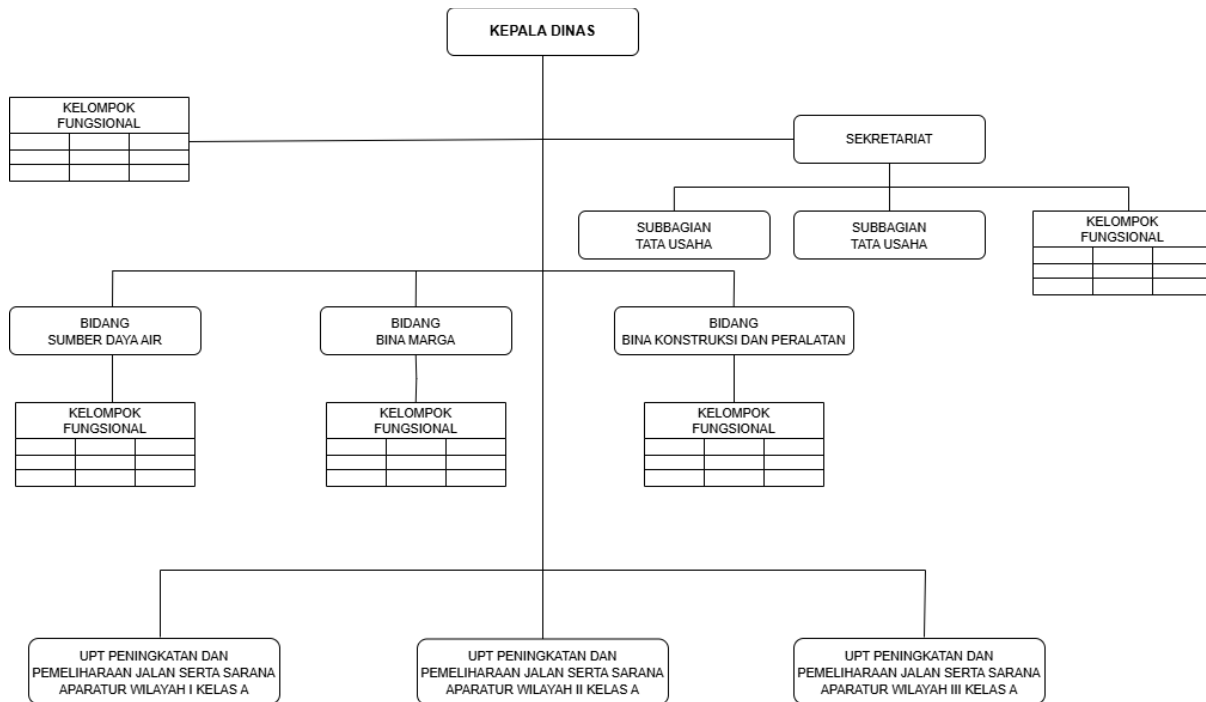 KEPALA DINAS
KELOMPOK
FUNGSIONAL
SEKRETARIAT
SUBBAGIAN
TATA USAHA
SUBBAGIAN
TATA USAHA
KELOMPOK
FUNGSIONAL
BIDANG
SUMBER DAYA AIR
BIDANG
BINA MARGA
BIDANG
BINA KONSTRUKSI DAN PERALATAN
KELOMPOK
FUNGSIONAL
KELOMPOK
FUNGSIONAL
KELOMPOK
FUNGSIONAL
UPT PENINGKATAN DAN
PEMELIHARAAN JALAN SERTA SARANA
APARATUR WILAYAH I KELAS A
UPT PENINGKATAN DAN
PEMELIHARAAN JALAN SERTA SARANA
APARATUR WILAYAH II KELAS A
UPT PENINGKATAN DAN
PEMELIHARAAN JALAN SERTA SARANA
APARATUR WILAYAH III KELAS A